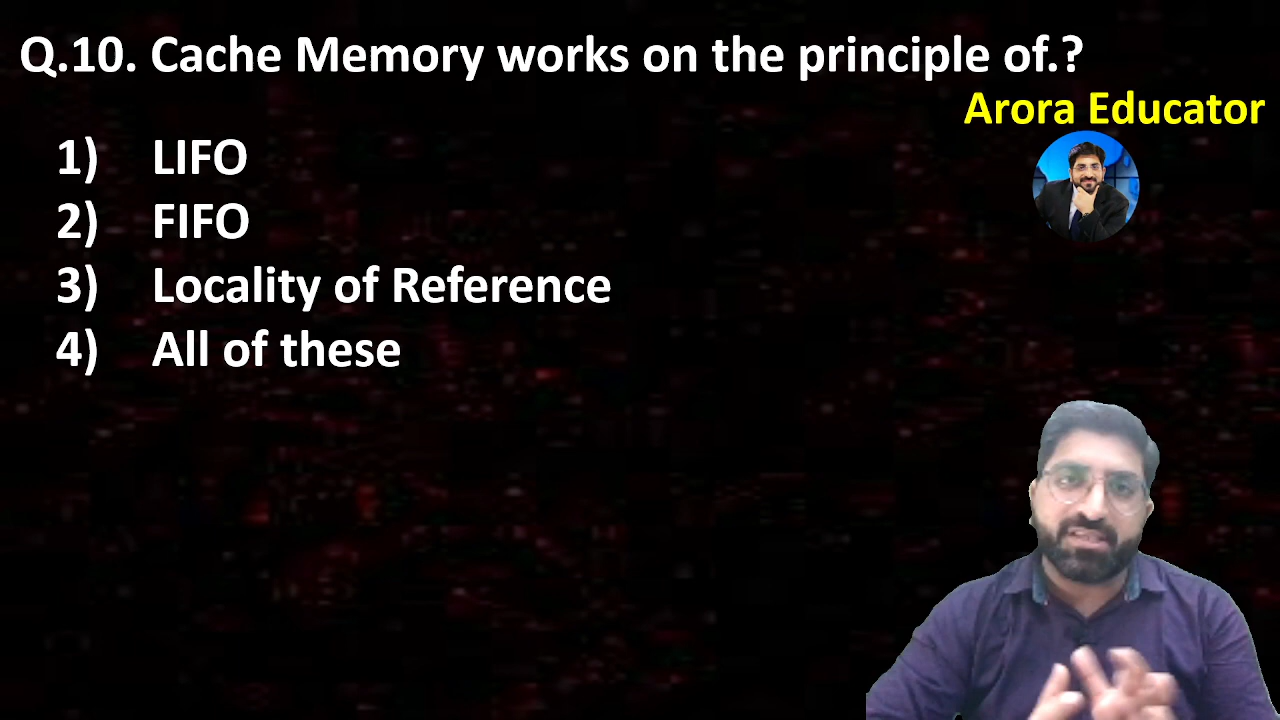 Q.10. Cache Memory works on the principle of.?
Arora Educator
1) LIFO
2) FIFO
3) Locality of Reference
4) All of these